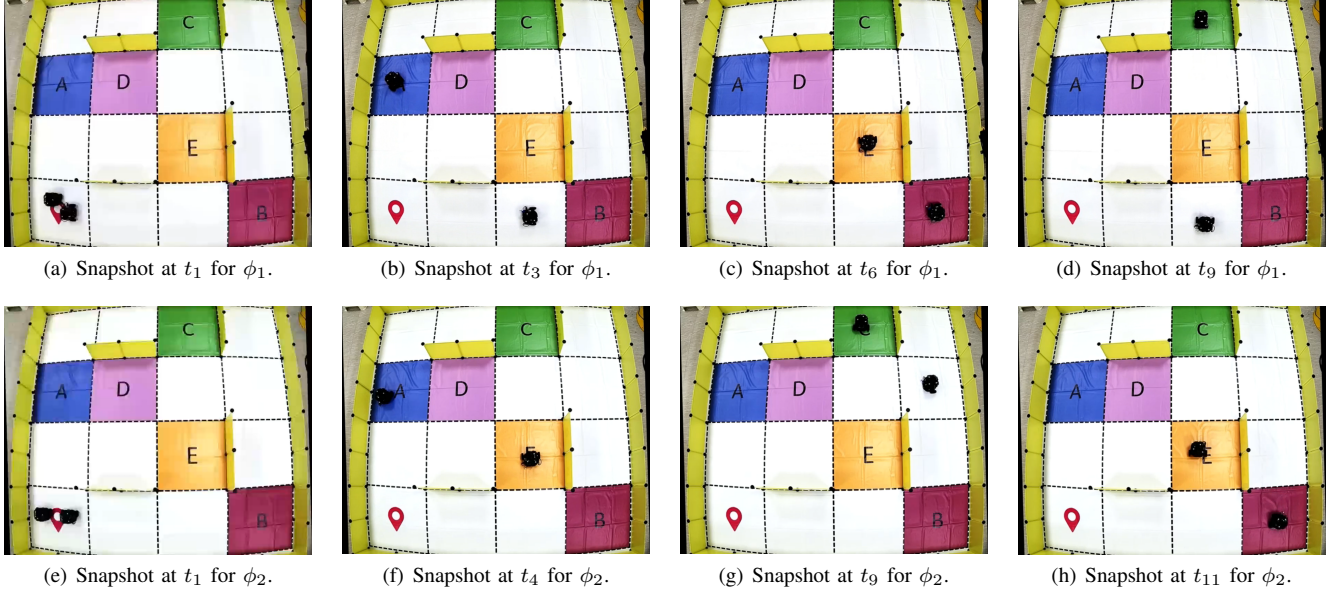 C
A
D
E
B
C
D
E
B
C
A
D
E
C
A
D
E
B
(a) Snapshot at t₁ for ϕ₁.
(b) Snapshot at t₃ for ϕ₁.
(c) Snapshot at t₆ for ϕ₁.
(d) Snapshot at t₉ for ϕ₁.
C
A
D
E
B
C
A
D
E
B
C
A
D
E
B
C
A
D
E
(e) Snapshot at t₁ for ϕ₂.
(f) Snapshot at t₄ for ϕ₂.
(g) Snapshot at t₉ for ϕ₂.
(h) Snapshot at t₁₁ for ϕ₂.